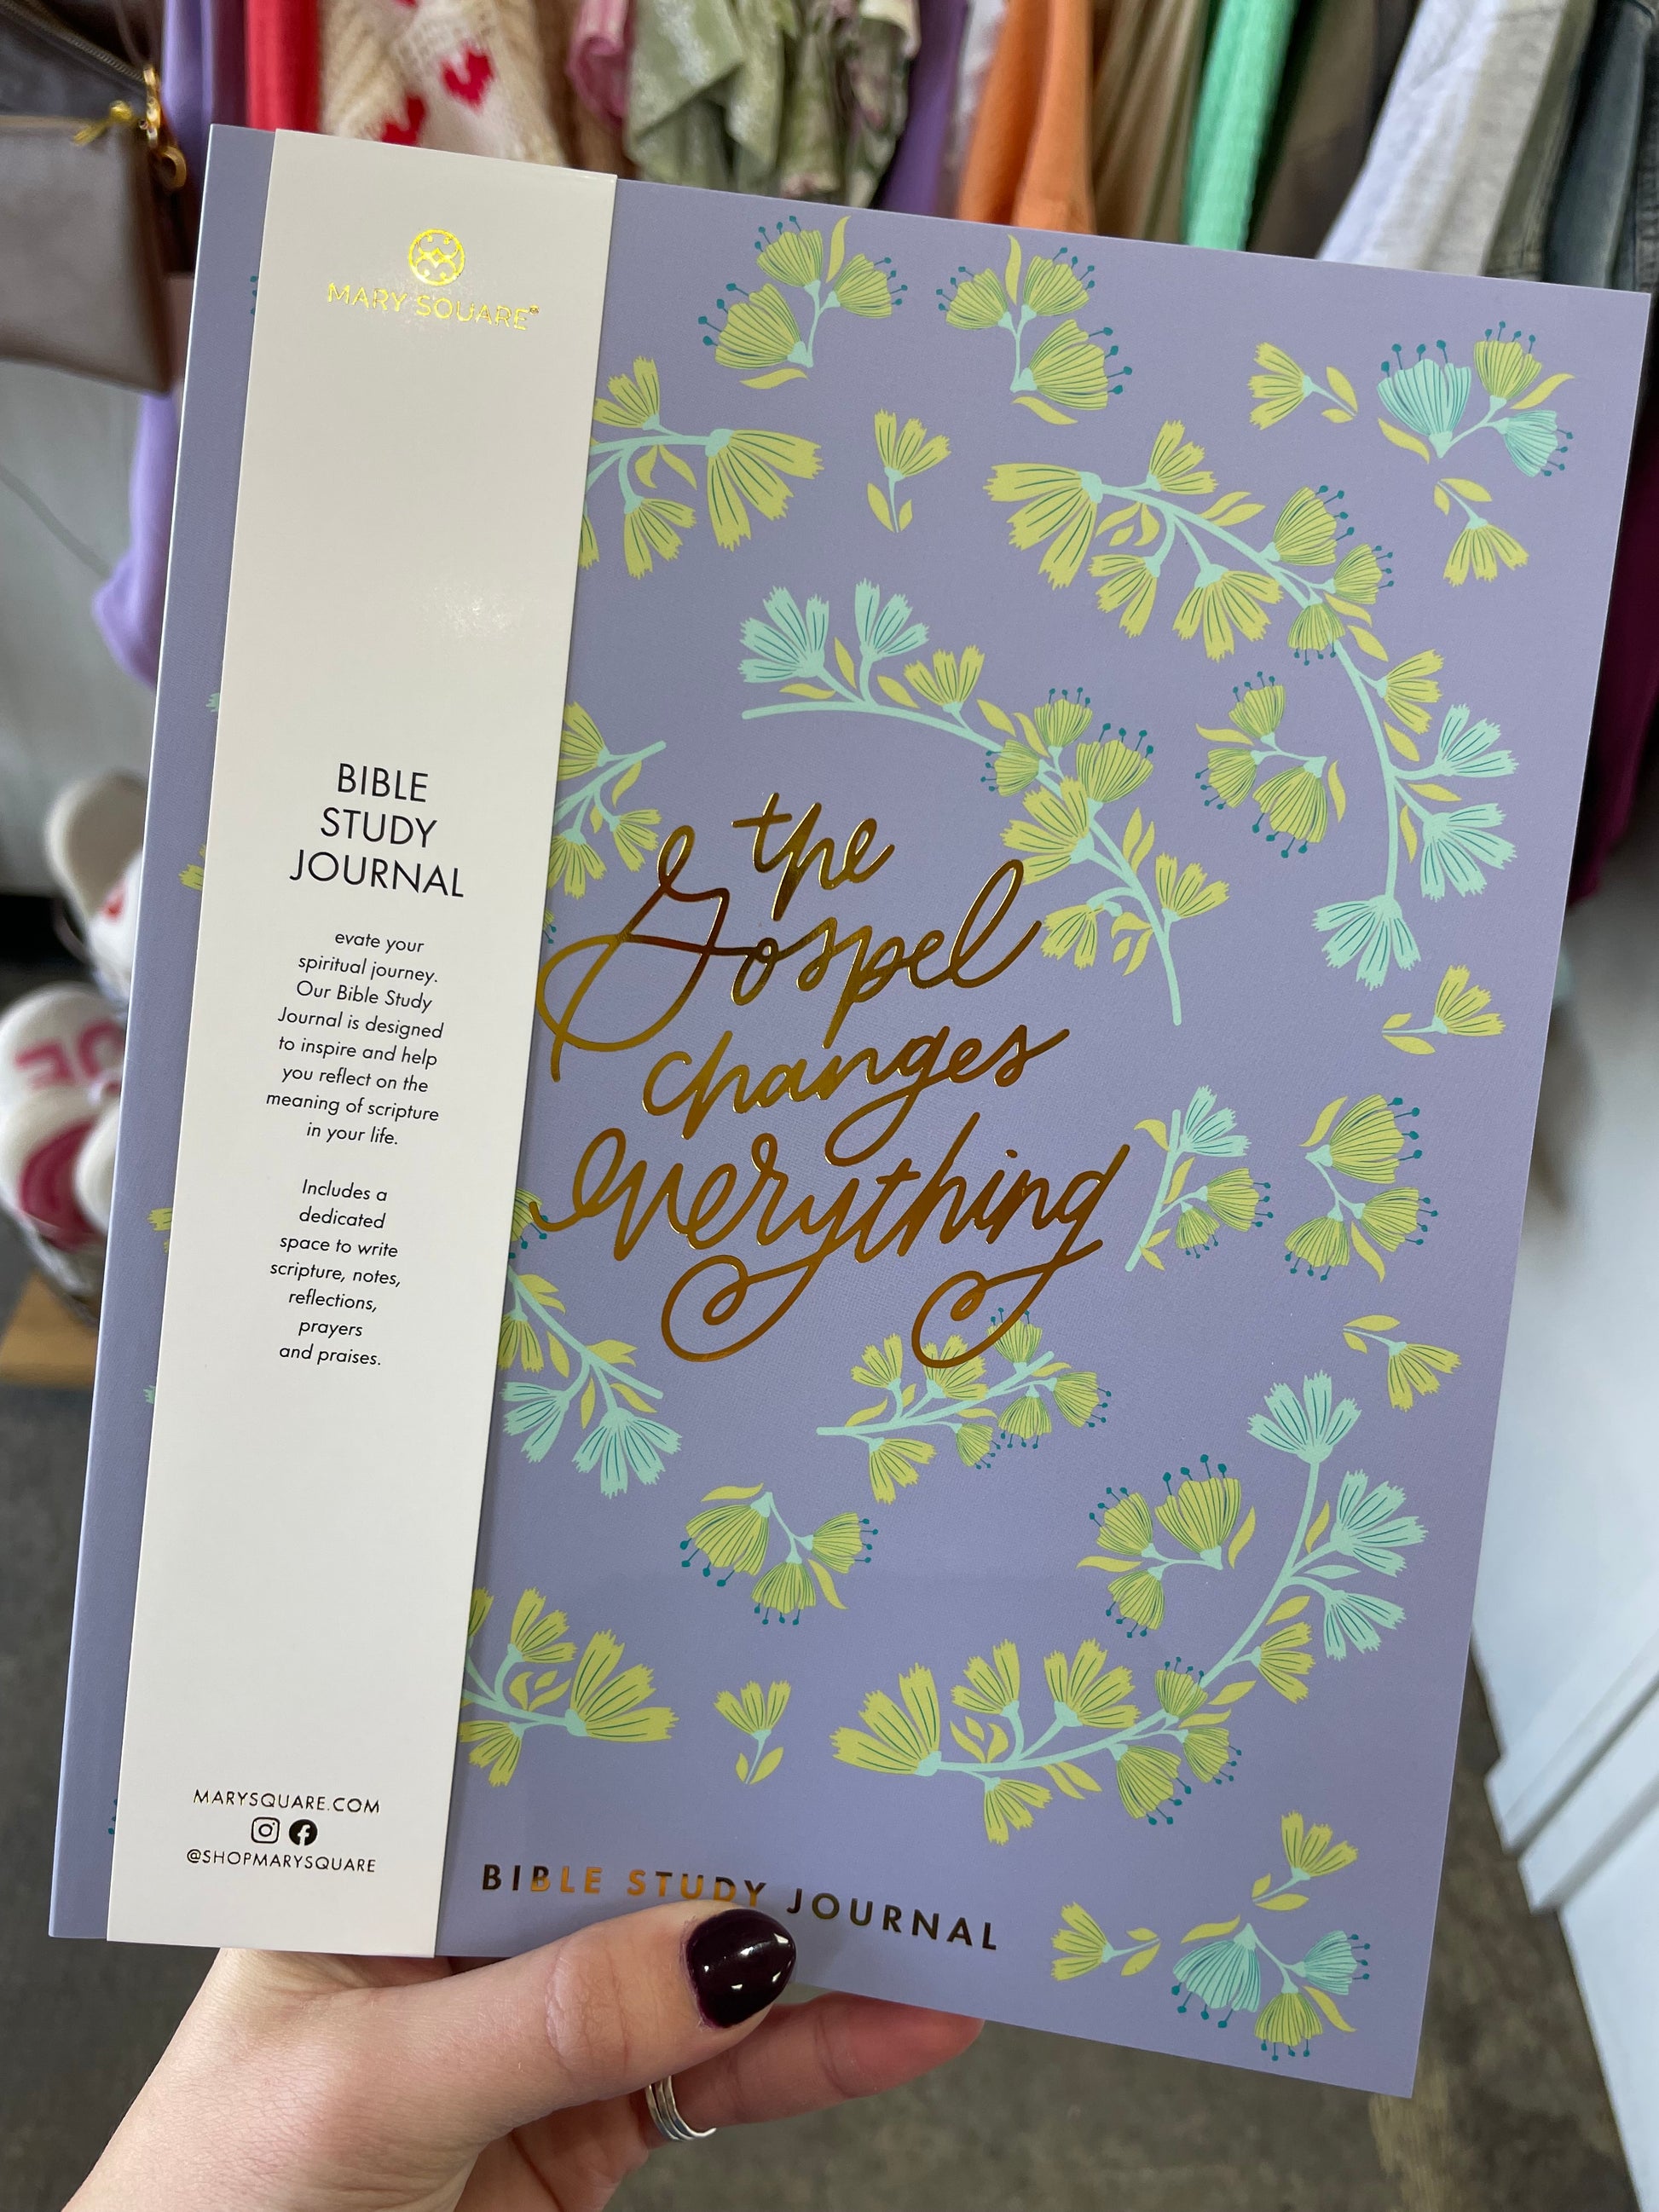 MARY SQUARE
BIBLE
STUDY
JOURNAL
evate your
spiritual journey.
Our Bible Study
Journal is designed
to inspire and help
you reflect on the
meaning of scripture
in your life.
Includes a
dedicated
space to write
scripture, notes,
reflections,
prayers
and praises.
MARYSQUARE.COM
@SHOPMARYSQUARE
the
Gospel
changes
everything
BIBLE STUDY JOURNAL